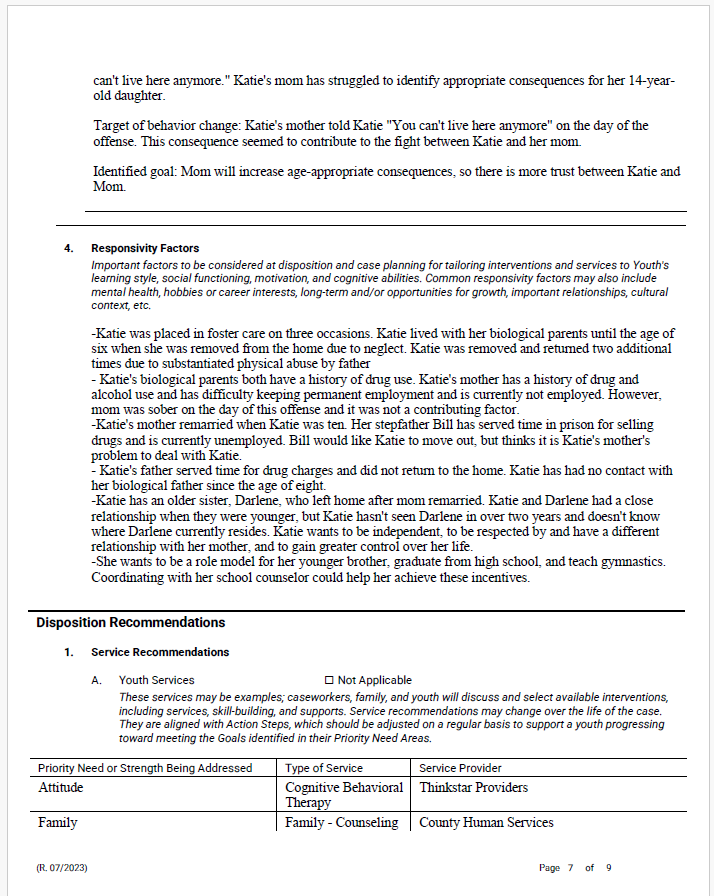 can't live here anymore." Katie's mom has struggled to identify appropriate consequences for her 14-year-
old daughter.
Target of behavior change: Katie's mother told Katie "You can't live here anymore" on the day of the
offense. This consequence seemed to contribute to the fight between Katie and her mom.
Identified goal: Mom will increase age-appropriate consequences, so there is more trust between Katie and
Mom.
4. Responsivity Factors
Important factors to be considered at disposition and case planning for tailoring interventions and services to Youth's
learning style, social functioning, motivation, and cognitive abilities. Common responsivity factors may also include
mental health, hobbies or career interests, long-term and/or opportunities for growth, important relationships, cultural
context, etc.
-Katie was placed in foster care on three occasions. Katie lived with her biological parents until the age of
six when she was removed from the home due to neglect. Katie was removed and returned two additional
times due to substantiated physical abuse by father
- Katie's biological parents both have a history of drug use. Katie's mother has a history of drug and
alcohol use and has difficulty keeping permanent employment and is currently not employed. However,
mom was sober on the day of this offense and it was not a contributing factor.
-Katie's mother remarried when Katie was ten. Her stepfather Bill has served time in prison for selling
drugs and is currently unemployed. Bill would like Katie to move out, but thinks it is Katie's mother's
problem to deal with Katie.
- Katie's father served time for drug charges and did not return to the home. Katie has had no contact with
her biological father since the age of eight.
-Katie has an older sister, Darlene, who left home after mom remarried. Katie and Darlene had a close
relationship when they were younger, but Katie hasn't seen Darlene in over two years and doesn't know
where Darlene currently resides. Katie wants to be independent, to be respected by and have a different
relationship with her mother, and to gain greater control over her life.
-She wants to be a role model for her younger brother, graduate from high school, and teach gymnastics.
Coordinating with her school counselor could help her achieve these incentives.
Disposition Recommendations
1. Service Recommendations
A. Youth Services ☐ Not Applicable
These services may be examples; caseworkers, family, and youth will discuss and select available interventions,
including services, skill-building, and supports. Service recommendations may change over the life of the case.
They are aligned with Action Steps, which should be adjusted on a regular basis to support a youth progressing
toward meeting the Goals identified in their Priority Need Areas.
Priority Need or Strength Being Addressed Type of Service Service Provider
Attitude Cognitive Behavioral Thinkstar Providers
Therapy
Family Family - Counseling County Human Services
(R. 07/2023) Page 7 of 9